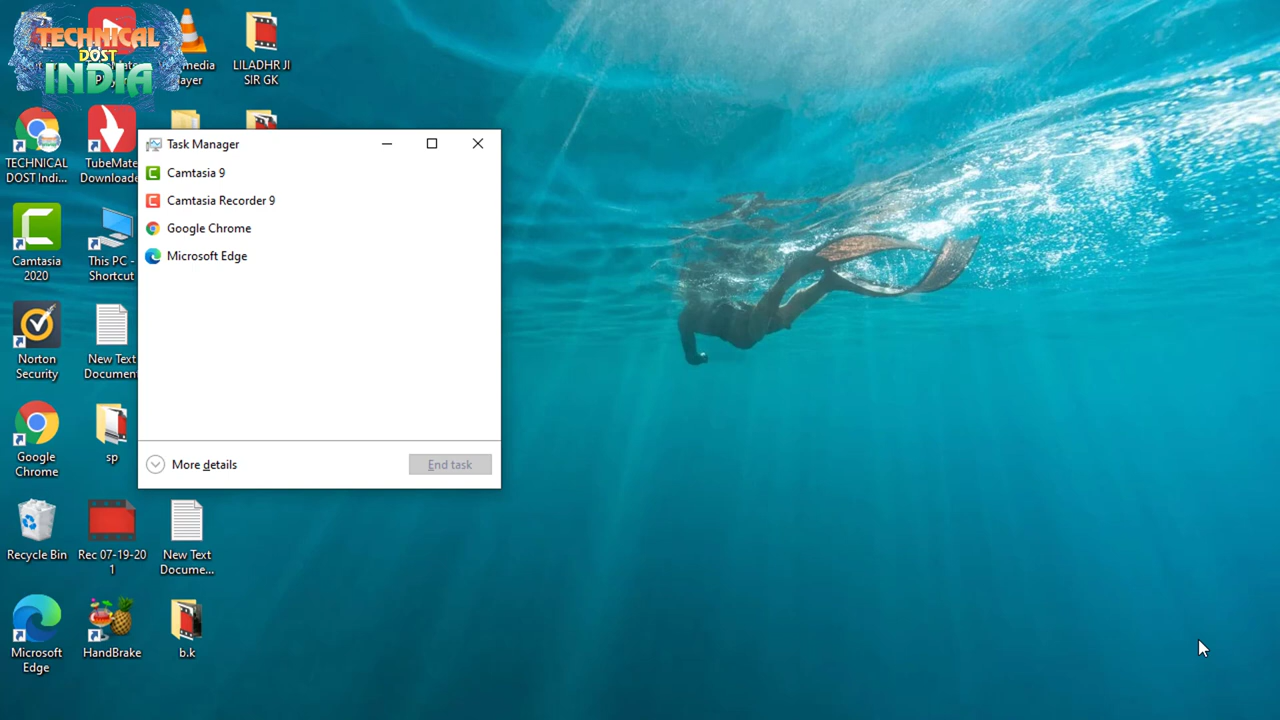 TECHNICAL
DOST
INDIA
LILADHR JI
SIR GK
TECHNICAL
DOST Indi...
TubeMate
Downloade
Camtasia
2020
This PC -
Shortcut
Norton
Security
New Text
Document
Google
Chrome
sp
Recycle Bin
Rec 07-19-20
1
New Text
Docume...
Microsoft
Edge
HandBrake
b.k
Task Manager
Camtasia 9
Camtasia Recorder 9
Google Chrome
Microsoft Edge
More details
End task